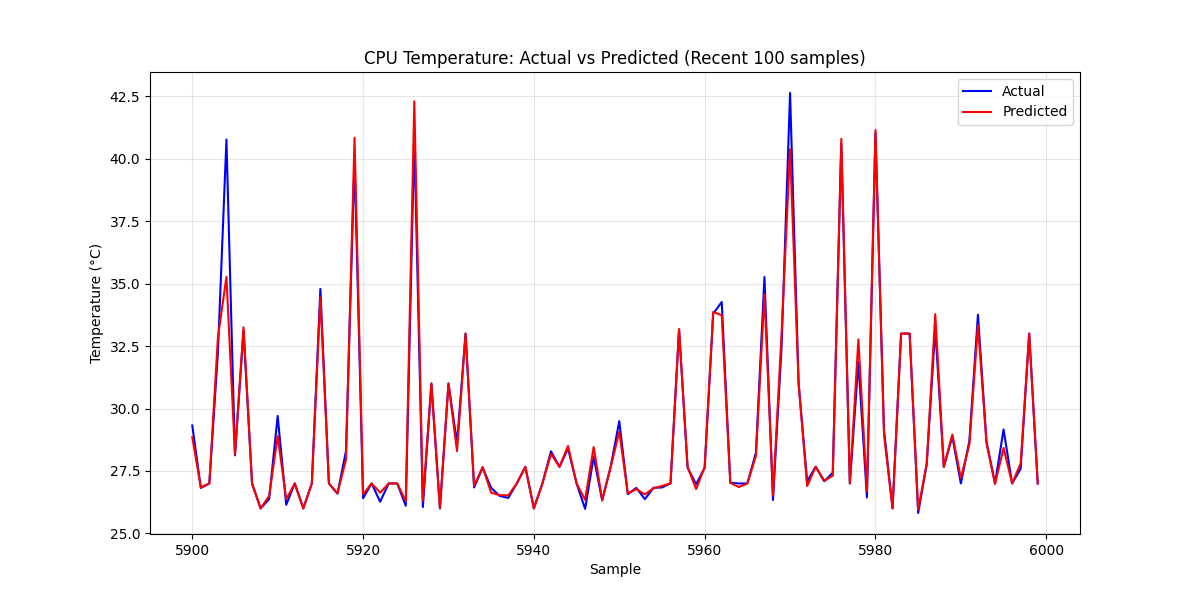 CPU Temperature: Actual vs Predicted (Recent 100 samples)
Actual
Predicted
42.5
40.0
37.5
35.0
32.5
30.0
27.5
25.0
Temperature (°C)
5900 5920 5940 5960 5980 6000
Sample